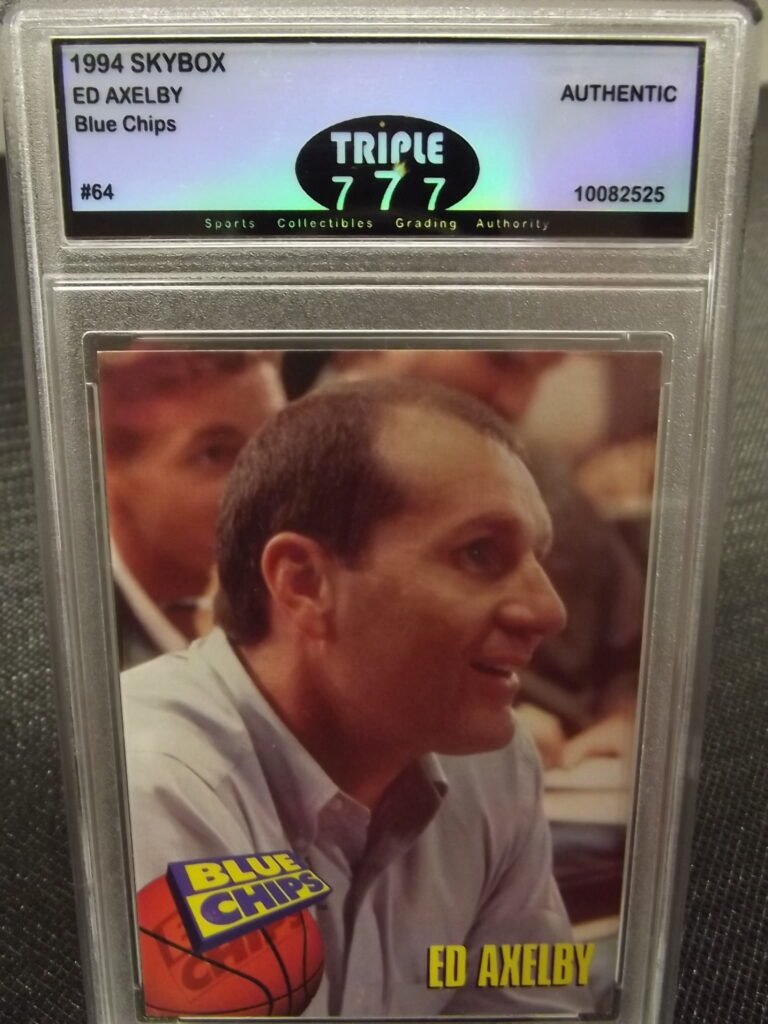 1994 SKYBOX
ED AXELBY
AUTHENTIC
Blue Chips
TRIPLE
777
#64
10082525
Sports Collectibles Grading Authority
BLUE
CHIPS
ED AXELBY